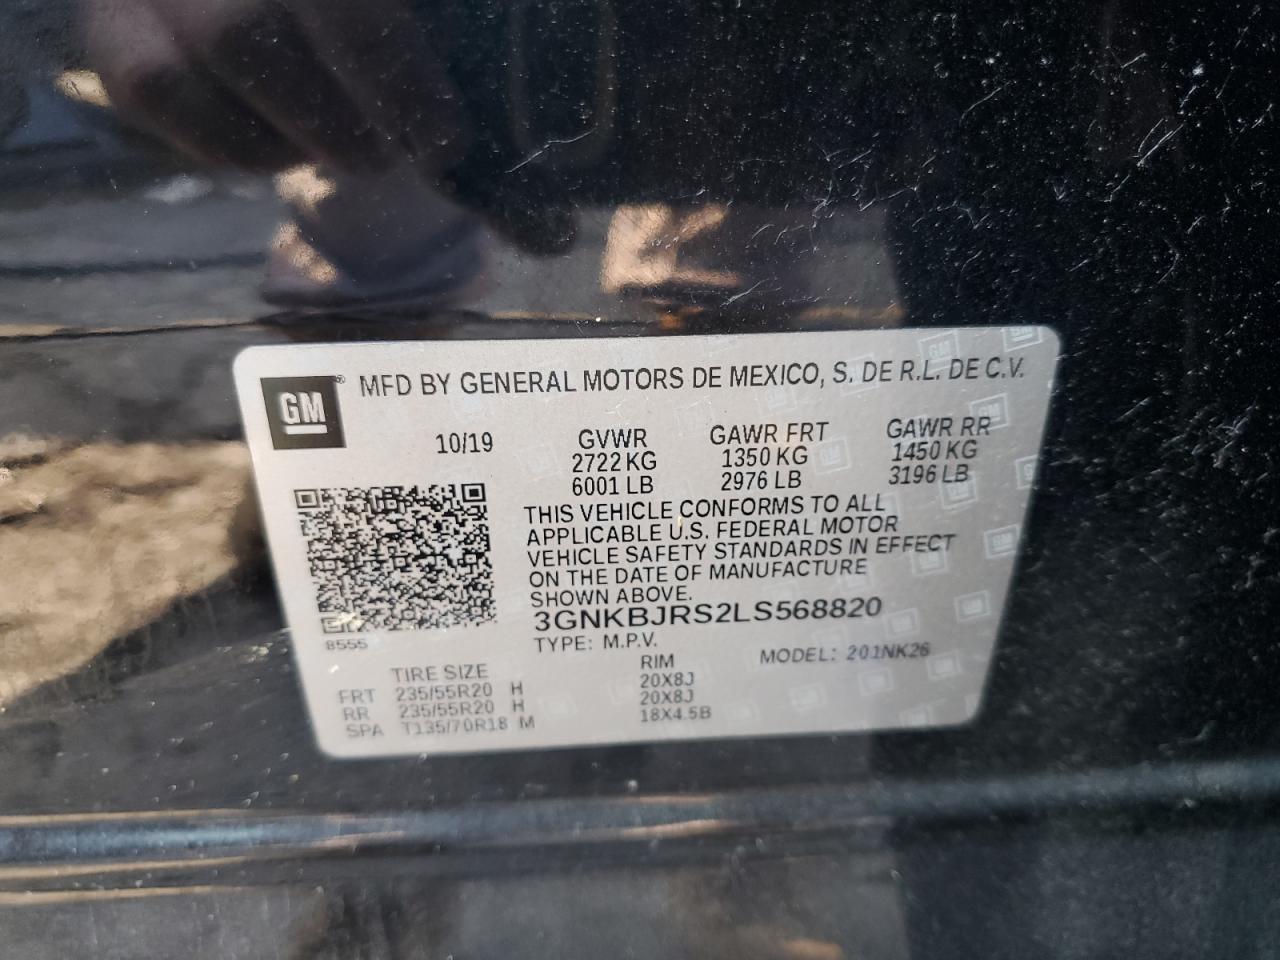 GM® MFD BY GENERAL MOTORS DE MEXICO, S. DE R.L. DE C.V.
10/19 GVWR GAWR FRT GAWR RR
2722 KG 1350 KG 1450 KG
6001 LB 2976 LB 3196 LB
THIS VEHICLE CONFORMS TO ALL
APPLICABLE U.S. FEDERAL MOTOR
VEHICLE SAFETY STANDARDS IN EFFECT
ON THE DATE OF MANUFACTURE
SHOWN ABOVE.
3GNKBJRS2LS568820
8555 TYPE: M.P.V. MODEL: 201NK26
TIRE SIZE RIM
FRT 235/55R20 H 20X8J
RR 235/55R20 H 20X8J
SPA T135/70R18 M 18X4.5B